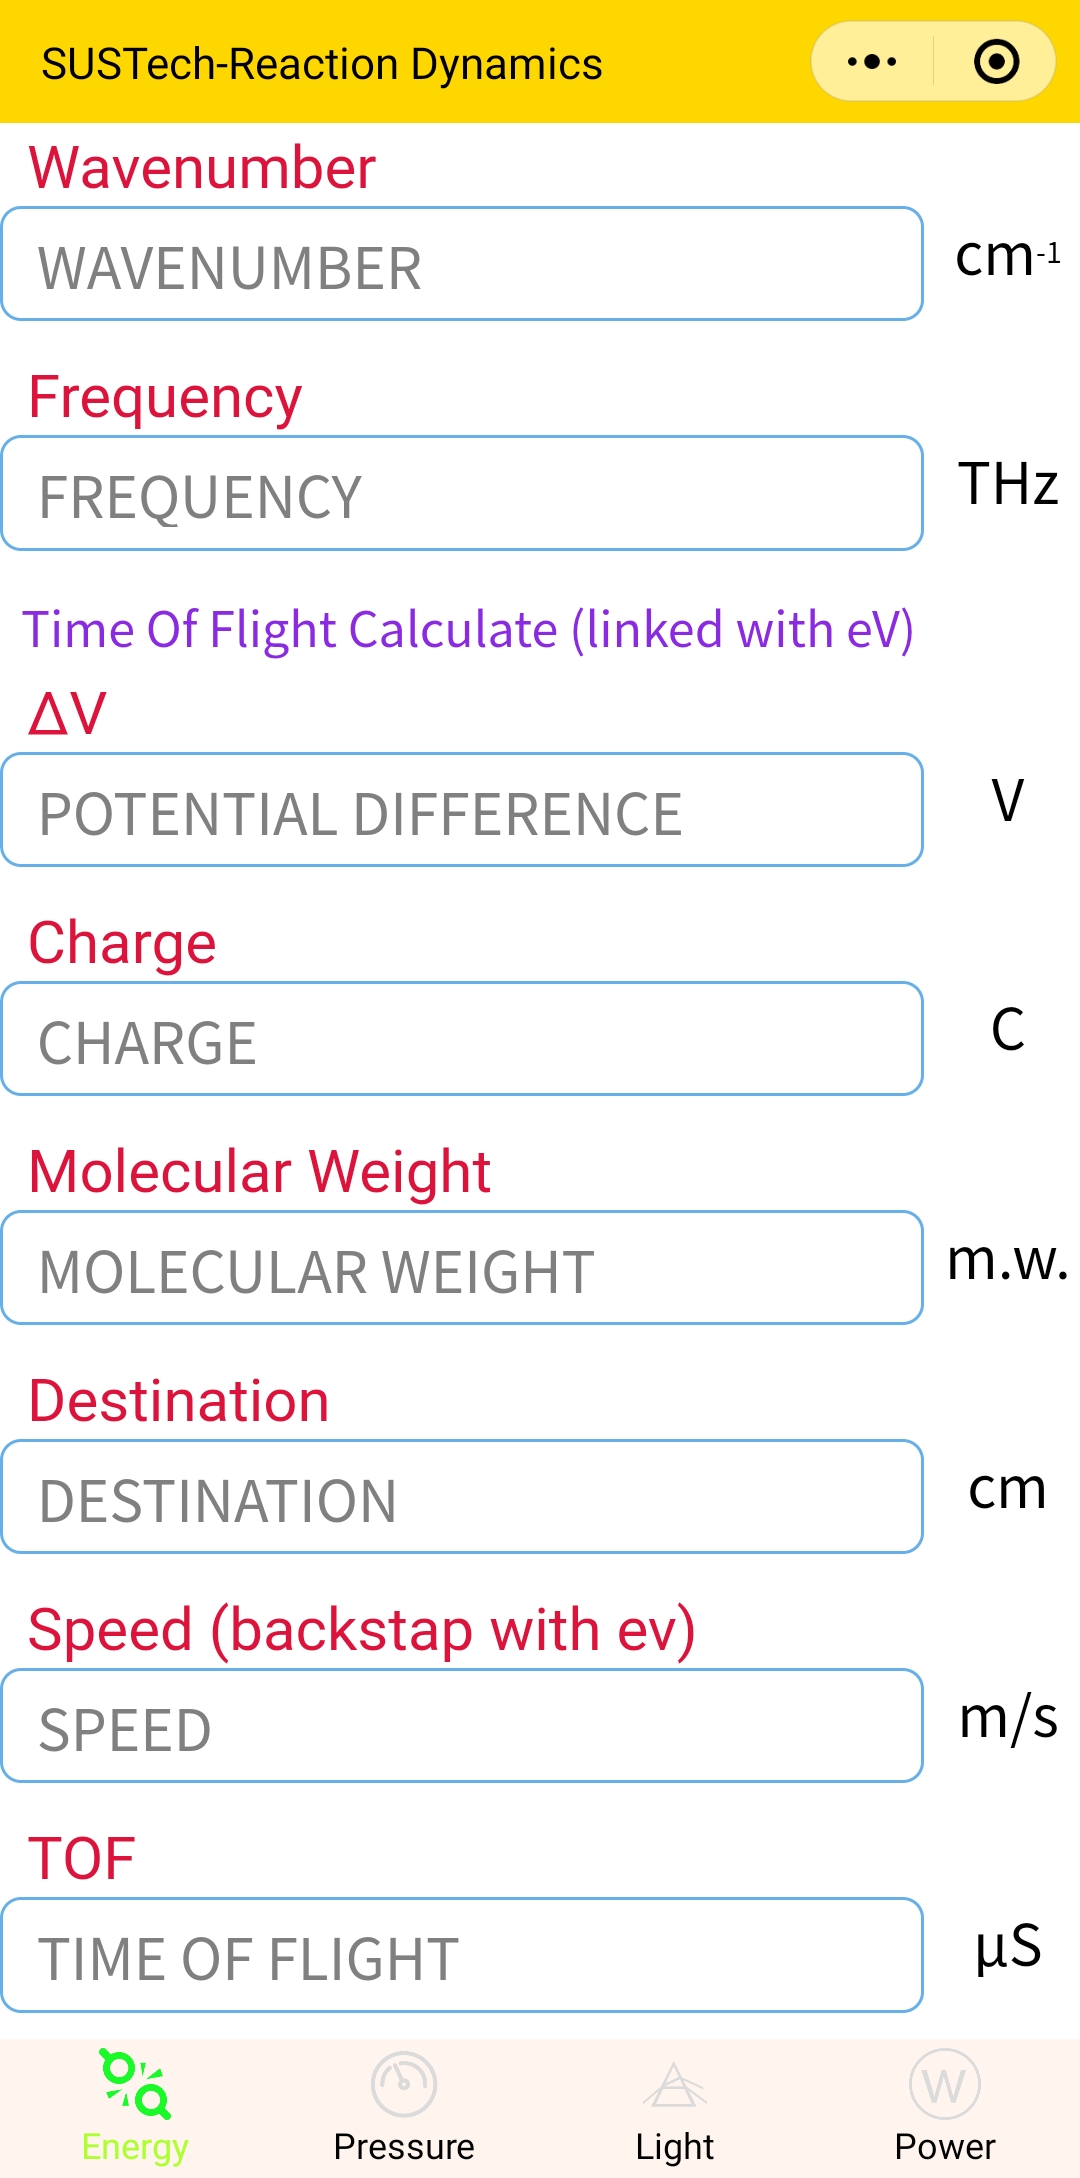 SUSTech-Reaction Dynamics
Wavenumber
WAVENUMBER
cm-1
Frequency
FREQUENCY
THz
Time Of Flight Calculate (linked with eV)
ΔV
POTENTIAL DIFFERENCE
V
Charge
CHARGE
C
Molecular Weight
MOLECULAR WEIGHT
m.w.
Destination
DESTINATION
cm
Speed (backstap with ev)
SPEED
m/s
TOF
TIME OF FLIGHT
μS
W
Energy
Pressure
Light
Power